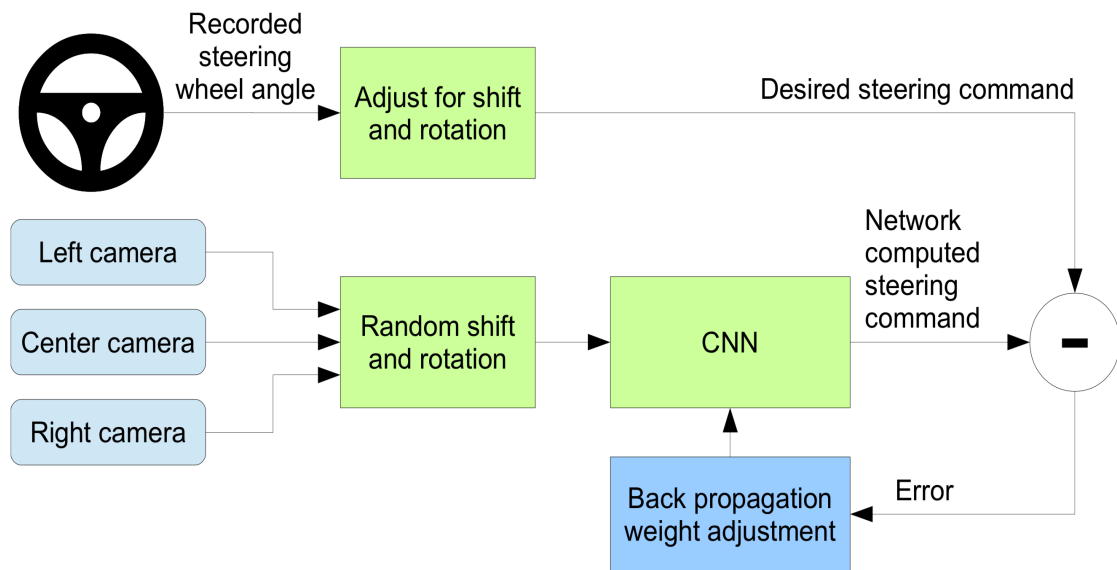 Recorded
steering
wheel angle
Adjust for shift
and rotation
Desired steering command
Left camera
Center camera
Right camera
Random shift
and rotation
CNN
Network
computed
steering
command
-
Back propagation
weight adjustment
Error